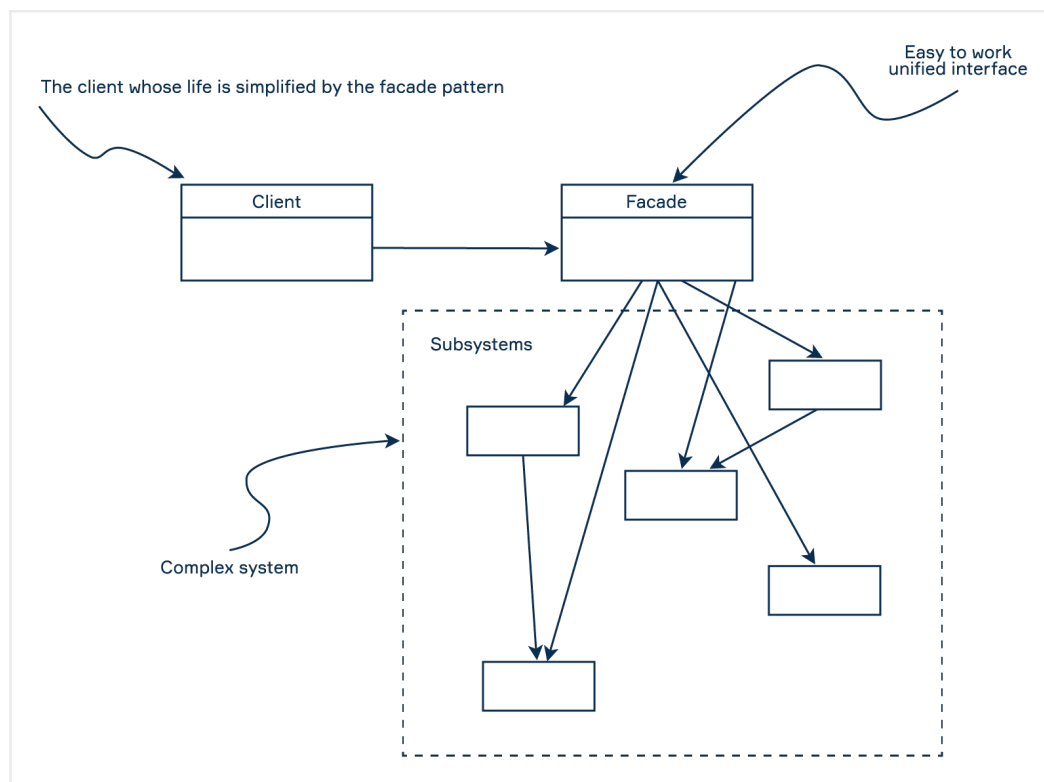 Easy to work
unified interface
The client whose life is simplified by the facade pattern
Client
Facade
Subsystems
Complex system